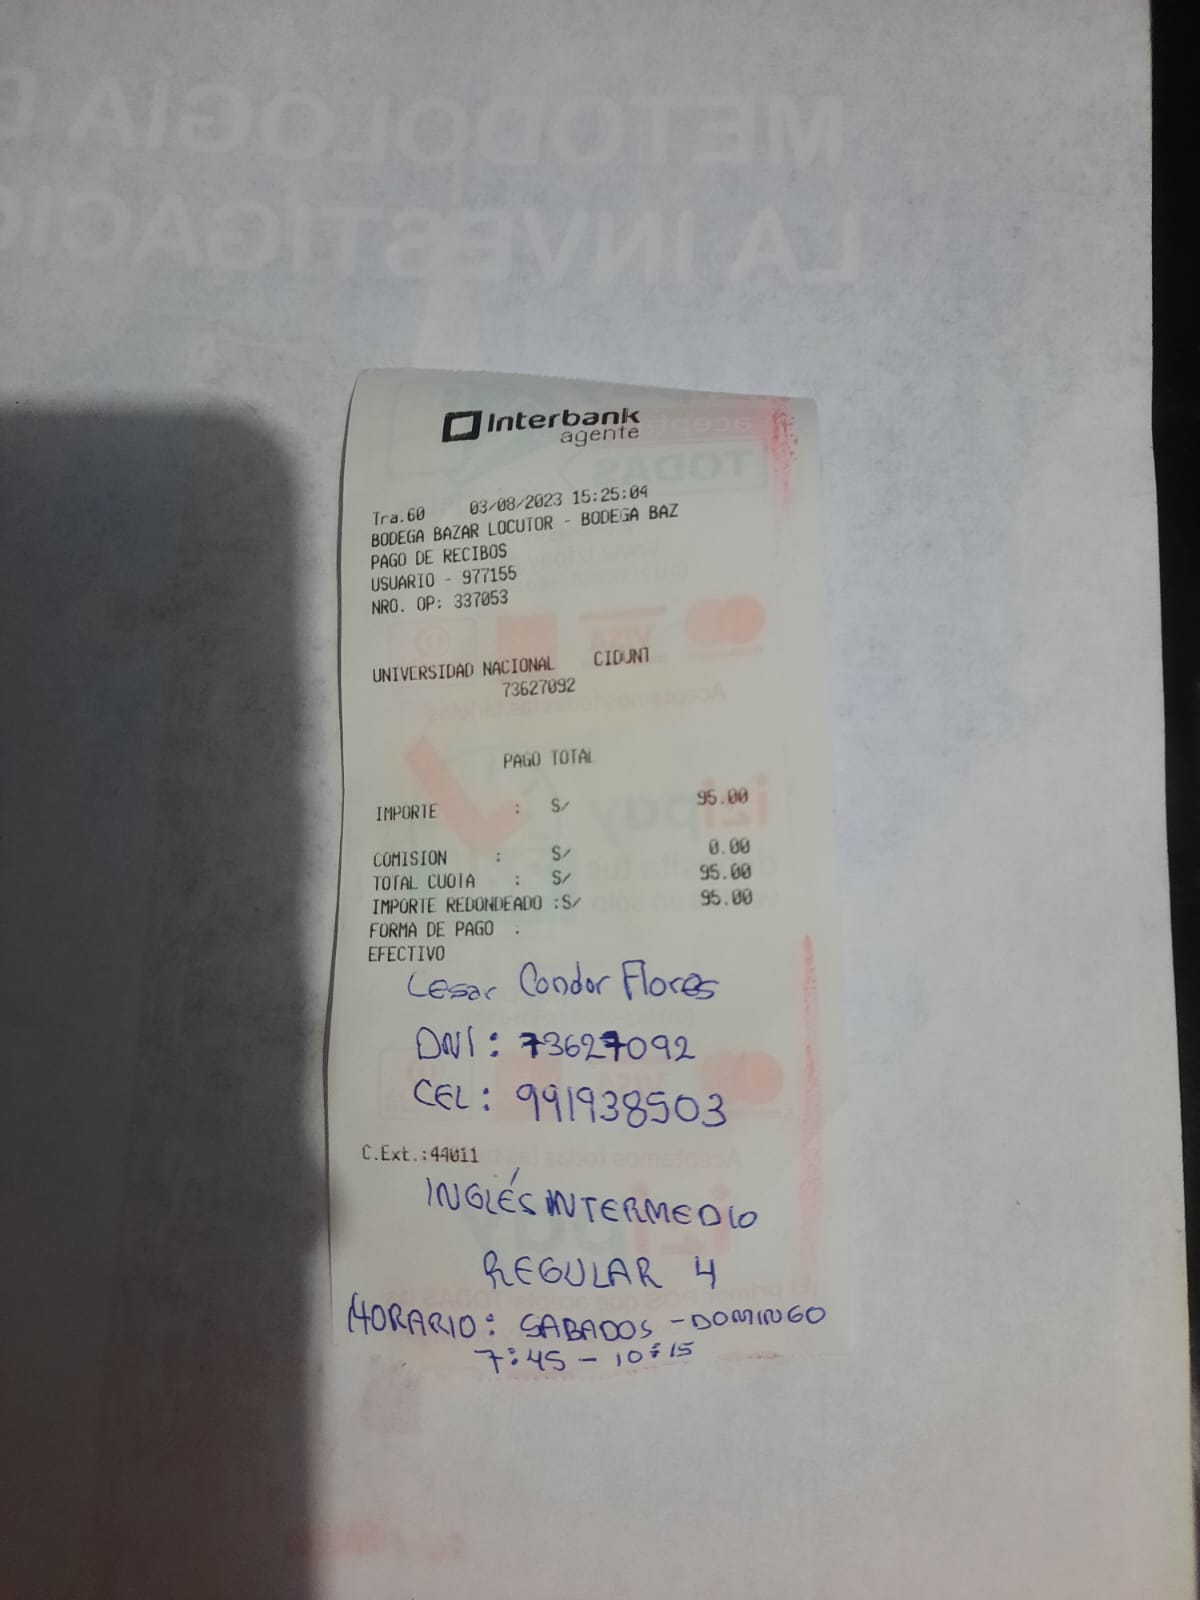 METODOLOGÍA D
LA INVESTIGACIÓ
Interbank
agente
Tra.60 03/08/2023 15:25:04
BODEGA BAZAR LOCUTOR - BODEGA BAZ
PAGO DE RECIBOS
USUARIO - 977155
NRO. OP: 337053
UNIVERSIDAD NACIONAL CIDUNT
73627092
PAGO TOTAL
IMPORTE : S/ 95.00
COMISION : S/ 0.00
TOTAL CUOTA : S/ 95.00
IMPORTE REDONDEADO :S/ 95.00
FORMA DE PAGO :
EFECTIVO
Cesar Condor Flores
DNI: 73627092
CEL: 991938503
C.Ext.:44011
INGLÉS INTERMEDIO
REGULAR 4
HORARIO: SABADOS - DOMINGO
7:45 - 10:15